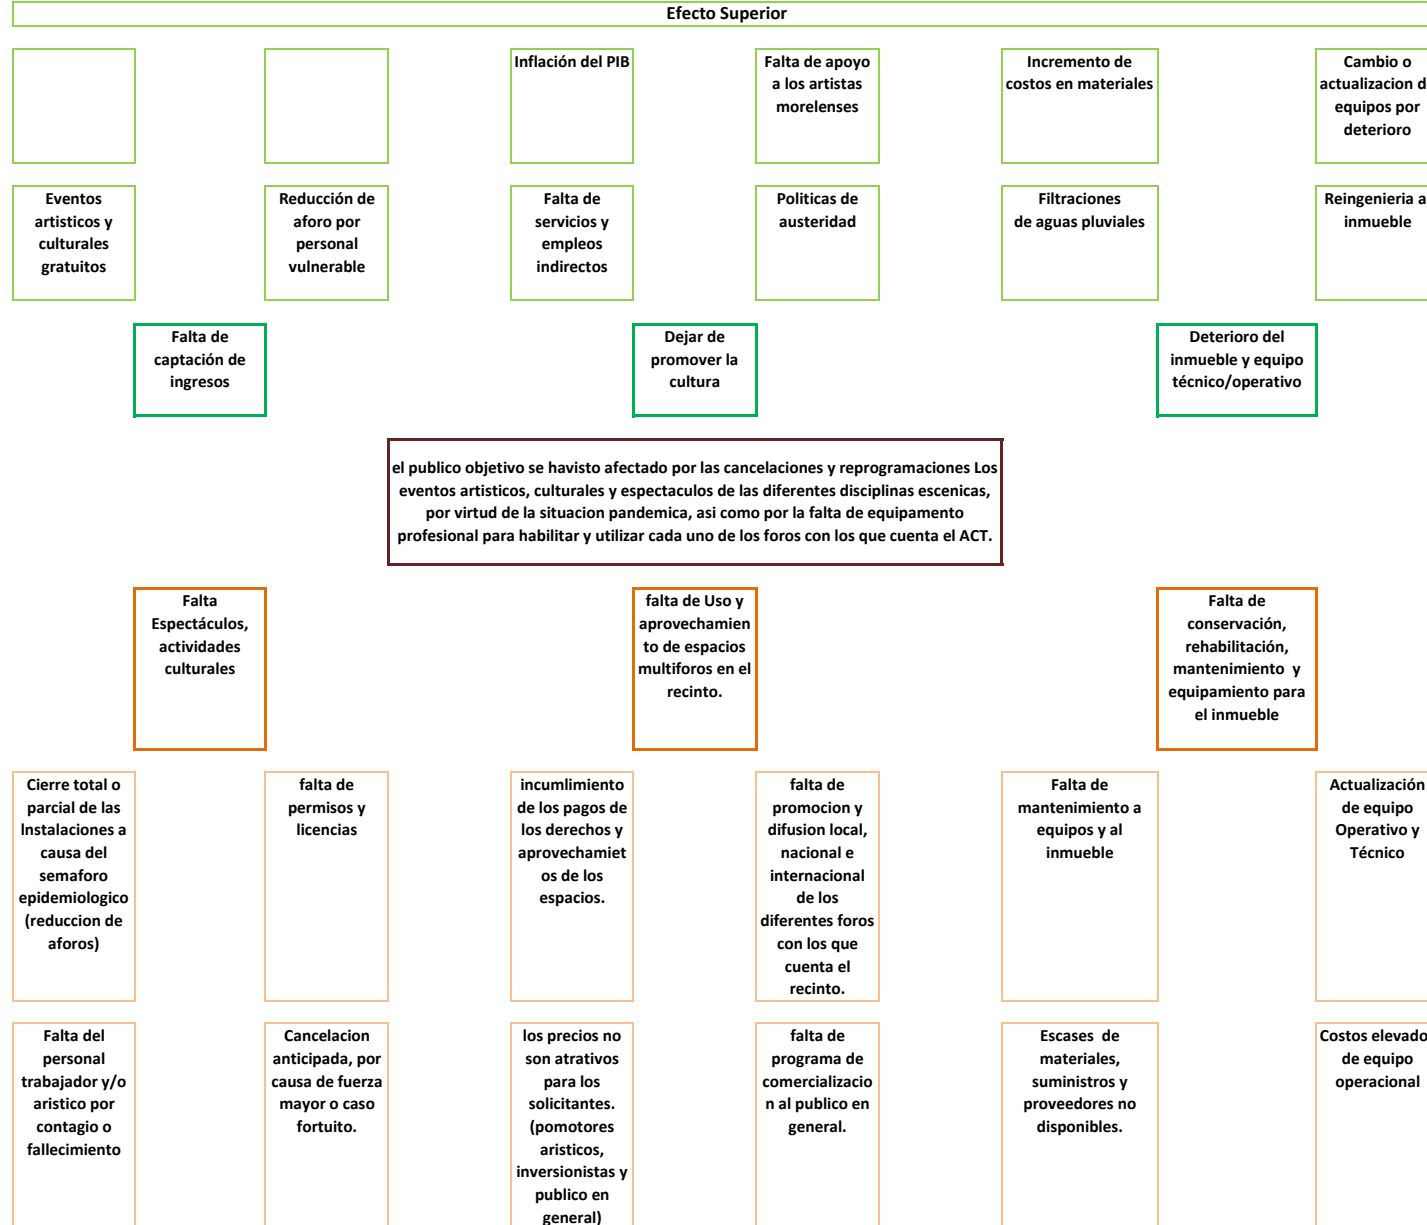 Efecto Superior
Inflación del PIB
Falta de apoyo
a los artistas
morelenses
Incremento de
costos en materiales
Cambio o
actualizacion d
equipos por
deterioro
Eventos
artisticos y
culturales
gratuitos
Reducción de
aforo por
personal
vulnerable
Falta de
servicios y
empleos
indirectos
Politicas de
austeridad
Filtraciones
de aguas pluviales
Reingenieria a
inmueble
Falta de
captación de
ingresos
Dejar de
promover la
cultura
Deterioro del
inmueble y equipo
técnico/operativo
el publico objetivo se havisto afectado por las cancelaciones y reprogramaciones Los
eventos artisticos, culturales y espectaculos de las diferentes disciplinas escenicas,
por virtud de la situacion pandemica, asi como por la falta de equipamento
profesional para habilitar y utilizar cada uno de los foros con los que cuenta el ACT.
Falta
Espectáculos,
actividades
culturales
falta de Uso y
aprovechamien
to de espacios
multiforos en el
recinto.
Falta de
conservación,
rehabilitación,
mantenimiento y
equipamiento para
el inmueble
Cierre total o
parcial de las
Instalaciones a
causa del
semaforo
epidemiologico
(reduccion de
aforos)
falta de
permisos y
licencias
incumlimiento
de los pagos de
los derechos y
aprovechamiet
os de los
espacios.
falta de
promocion y
difusion local,
nacional e
internacional
de los
diferentes foros
con los que
cuenta el
recinto.
Falta de
mantenimiento a
equipos y al
inmueble
Actualización
de equipo
Operativo y
Técnico
Falta del
personal
trabajador y/o
aristico por
contagio o
fallecimiento
Cancelacion
anticipada, por
causa de fuerza
mayor o caso
fortuito.
los precios no
son atrativos
para los
solicitantes.
(pomotores
aristicos,
inversionistas y
publico en
general)
falta de
programa de
comercializacio
n al publico en
general.
Escases de
materiales,
suministros y
proveedores no
disponibles.
Costos elevado
de equipo
operacional